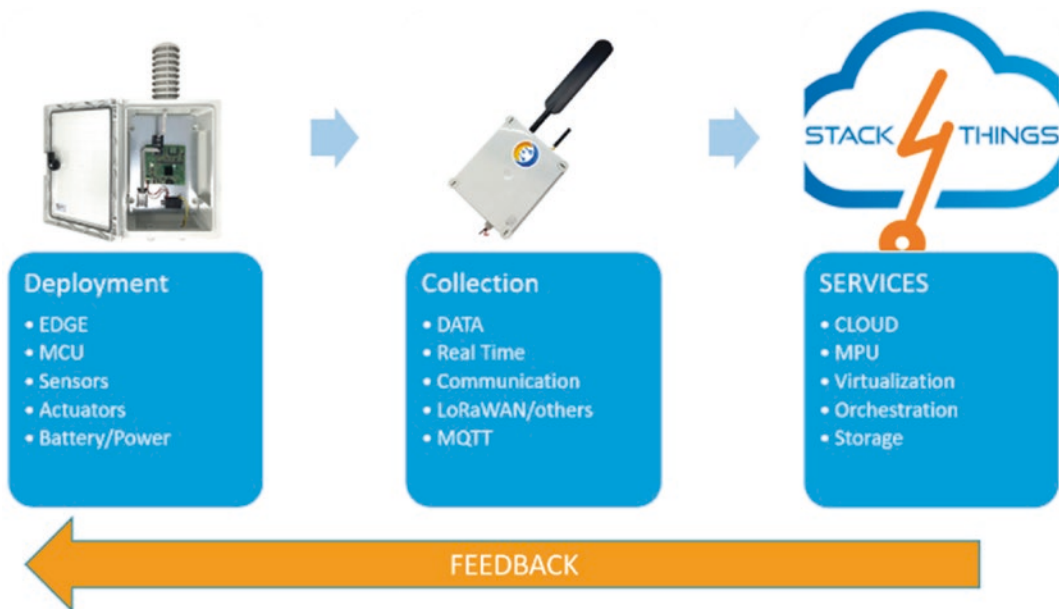 STACK THINGS
Deployment
• EDGE
• MCU
• Sensors
• Actuators
• Battery/Power
Collection
• DATA
• Real Time
• Communication
• LoRaWAN/others
• MQTT
SERVICES
• CLOUD
• MPU
• Virtualization
• Orchestration
• Storage
FEEDBACK